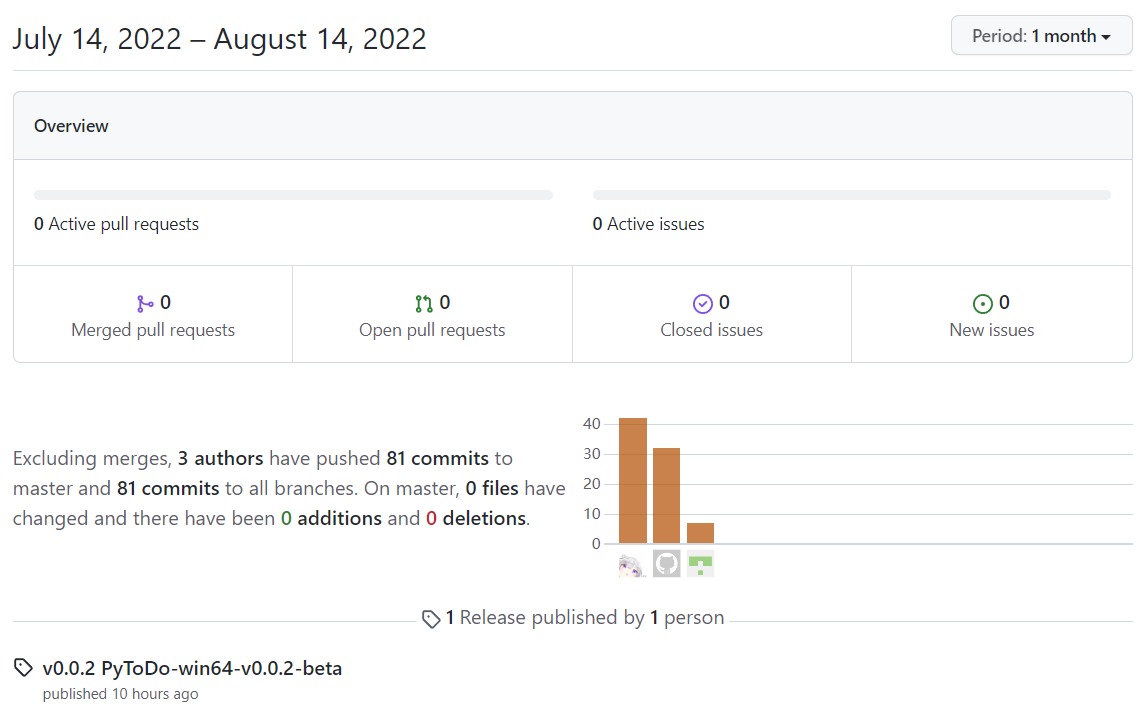 July 14, 2022 – August 14, 2022
Period: 1 month
Overview
0 Active pull requests
0 Active issues
0
Merged pull requests
0
Open pull requests
0
Closed issues
0
New issues
Excluding merges, 3 authors have pushed 81 commits to
master and 81 commits to all branches. On master, 0 files have
changed and there have been 0 additions and 0 deletions.
40
30
20
10
0
1 Release published by 1 person
v0.0.2 PyToDo-win64-v0.0.2-beta
published 10 hours ago